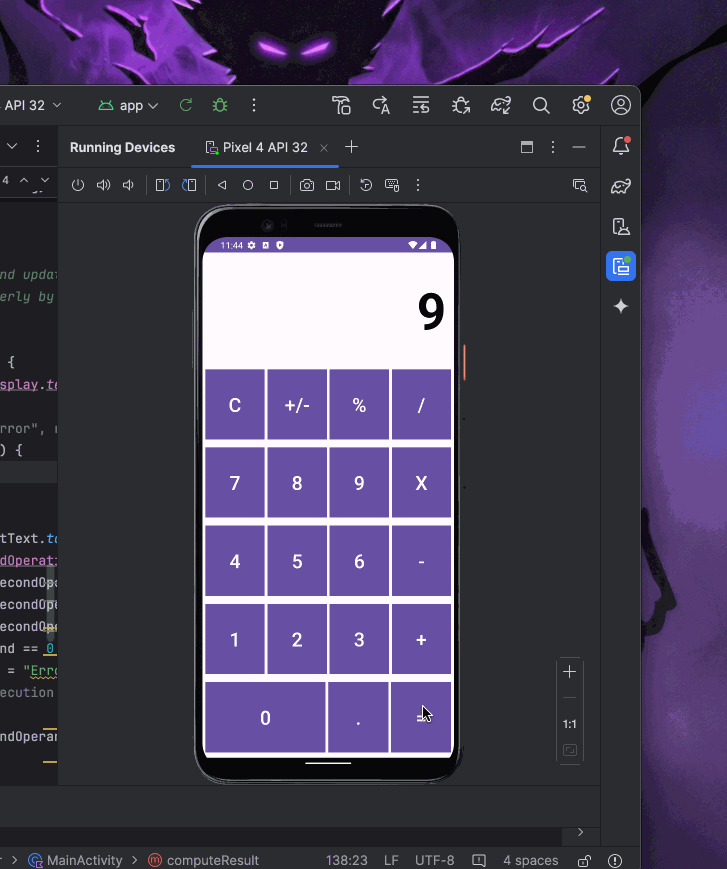 API 32
app
Running Devices
Pixel 4 API 32
4
11:44
nd updat
erly by
{
splay.te
rror",
) {
tText.to
dOperati
econdOpe
econdOpe
econdOpe
nd == 0
= "Erro
ecution
ndOperan
9
C +/- % /
7 8 9 X
4 5 6 -
1 2 3 +
0 . =
1:1
MainActivity > computeResult
138:23 LF UTF-8 4 spaces